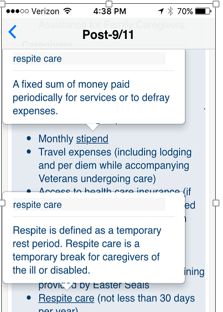 Verizon 4:38 PM 70%
Post-9/11
respite care
A fixed sum of money paid
periodically for services or to defray
expenses.
Monthly stipend
Travel expenses (including lodging
and per diem while accompanying
Veterans undergoing care)
Access to health care insurance (if
respite care
Respite is defined as a temporary
rest period. Respite care is a
temporary break for caregivers of
the ill or disabled.
provided by Easter Seals
Respite care (not less than 30 days
per year)